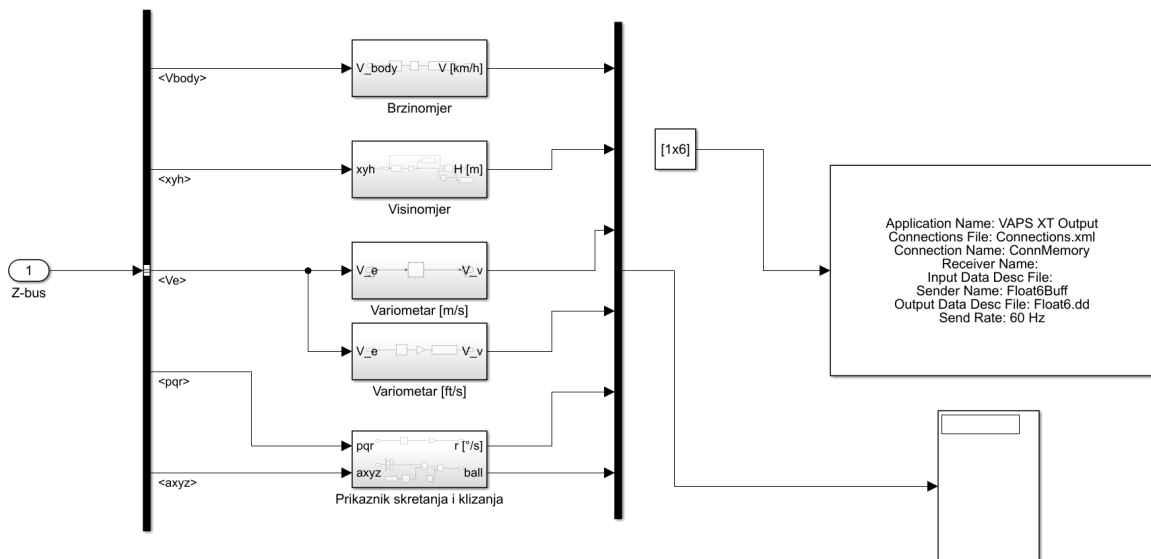 <Vbody>
V_body
V [km/h]
Brzinomjer
<xyh>
xyh
H [m]
Visinomjer
1
Z-bus
<Ve>
V_e
V_v
Variometar [m/s]
V_e
V_v
Variometar [ft/s]
<pqr>
pqr
r [°/s]
<axyz>
axyz
ball
Prikaznik skretanja i klizanja
[1x6]
Application Name: VAPS XT Output
Connections File: Connections.xml
Connection Name: ConnMemory
Receiver Name:
Input Data Desc File:
Sender Name: Float6Buff
Output Data Desc File: Float6.dd
Send Rate: 60 Hz